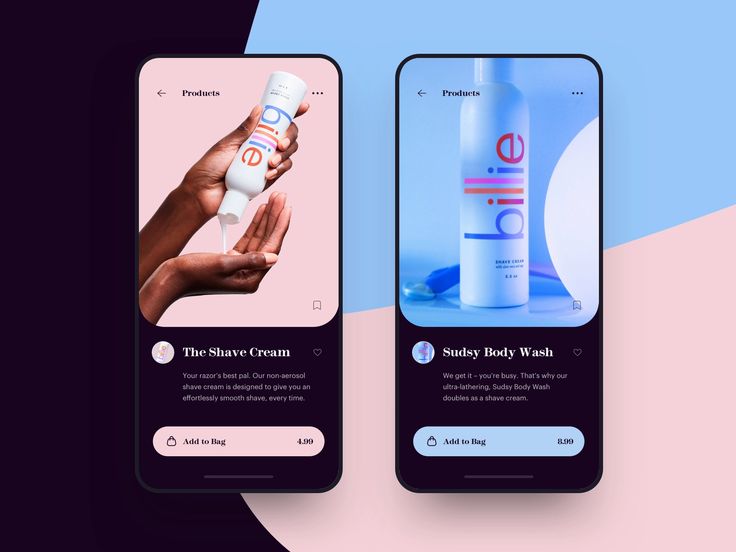 Products
billie
The Shave Cream
Your razor's best pal. Our non-aerosol
shave cream is designed to give you an
effortlessly smooth shave, every time.
Add to Bag 4.99
Products
billie
SHAVE CREAM
Sudsy Body Wash
We get it – you're busy. That's why our
ultra-lathering, Sudsy Body Wash
doubles as a shave cream.
Add to Bag 8.99